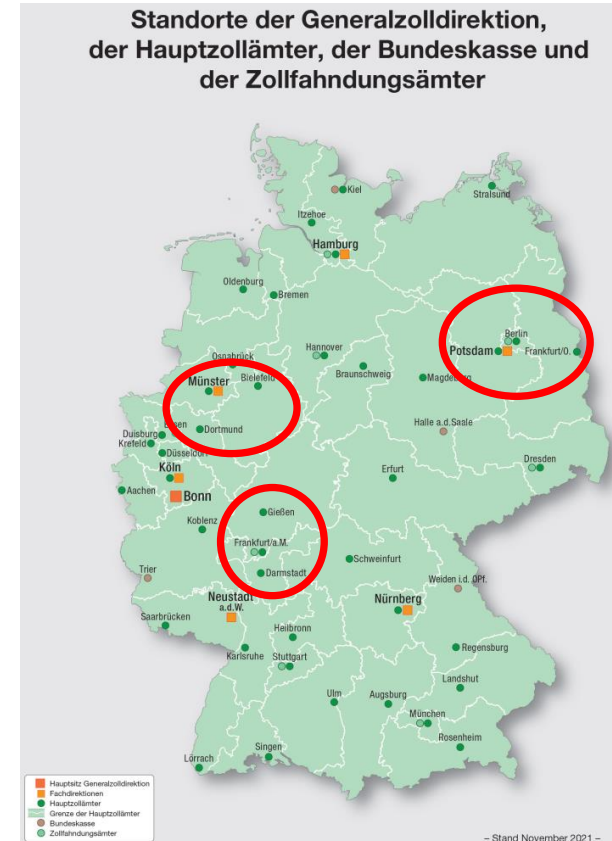 Standorte der Generalzolldirektion,
der Hauptzollämter, der Bundeskasse und
der Zollfahndungsämter
Kiel
Stralsund
Itzehoe
Hamburg
Oldenburg
Bremen
Berlin
Hannover
Potsdam
Frankfurt/O.
Osnabrück
Braunschweig
Münster
Bielefeld
Magdeburg
Essen
Dortmund
Halle a.d.Saale
Duisburg
Krefeld
Düsseldorf
Dresden
Köln
Erfurt
Aachen
Bonn
Gießen
Koblenz
Frankfurt/a.M.
Schweinfurt
Trier
Darmstadt
Weiden i.d. OPf.
Neustadt
a.d.W.
Nürnberg
Saarbrücken
Heilbronn
Karlsruhe
Regensburg
Stuttgart
Landshut
Ulm
Augsburg
München
Rosenheim
Singen
Lörrach
Hauptsitz Generalzolldirektion
Fachdirektionen
Hauptzollämter
Grenze der Hauptzollämter
Bundeskasse
Zollfahndungsämter
– Stand November 2021 –